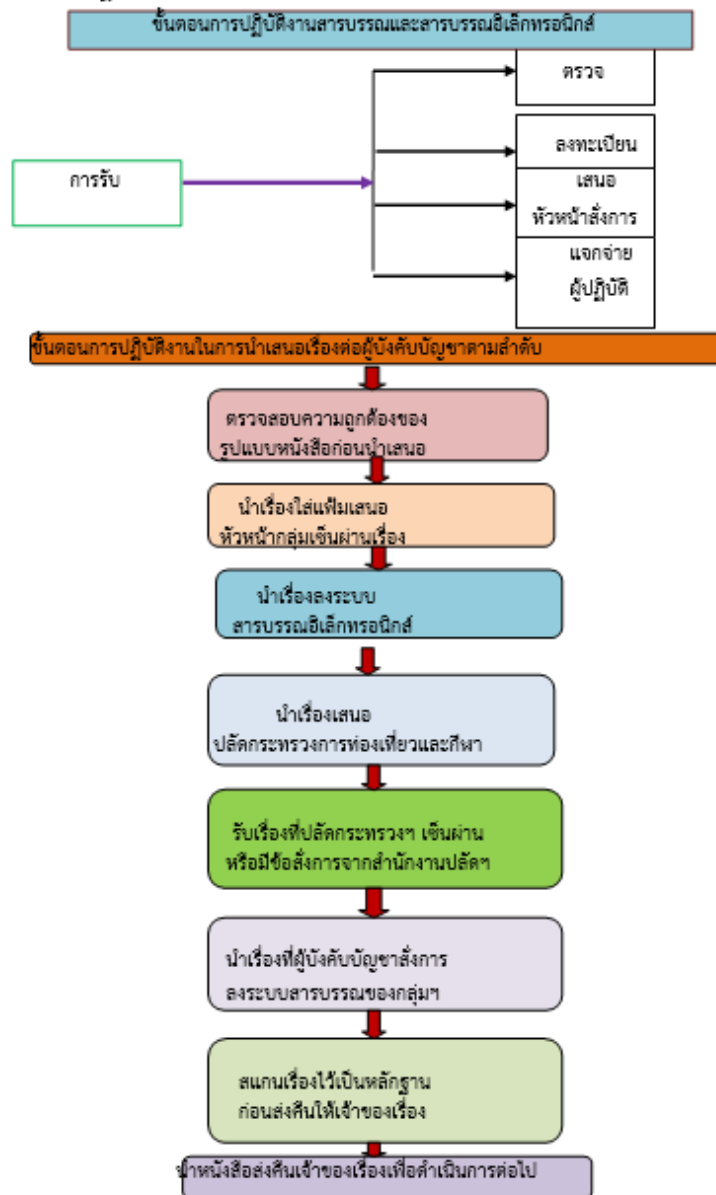 ขั้นตอนการปฏิบัติงานสารบรรณและสารบรรณอิเล็กทรอนิกส์
ตรวจ
ลงทะเบียน
การรับ
เสนอ
หัวหน้าสั่งการ
แจกจ่าย
ผู้ปฏิบัติ
ขั้นตอนการปฏิบัติงานในการนำเสนอเรื่องต่อผู้บังคับบัญชาตามลำดับ
ตรวจสอบความถูกต้องของ
รูปแบบหนังสือก่อนนำเสนอ
นำเรื่องใส่แฟ้มเสนอ
หัวหน้ากลุ่มเซ็นผ่านเรื่อง
นำเรื่องลงระบบ
สารบรรณอิเล็กทรอนิกส์
นำเรื่องเสนอ
ปลัดกระทรวงการท่องเที่ยวและกีฬา
รับเรื่องที่ปลัดกระทรวงฯ เซ็นผ่าน
หรือมีข้อสั่งการจากสำนักงานปลัดฯ
นำเรื่องที่ผู้บังคับบัญชาสั่งการ
ลงระบบสารบรรณของกลุ่มฯ
สแกนเรื่องไว้เป็นหลักฐาน
ก่อนส่งคืนให้เจ้าของเรื่อง
นำหนังสือส่งคืนเจ้าของเรื่องเพื่อดำเนินการต่อไป